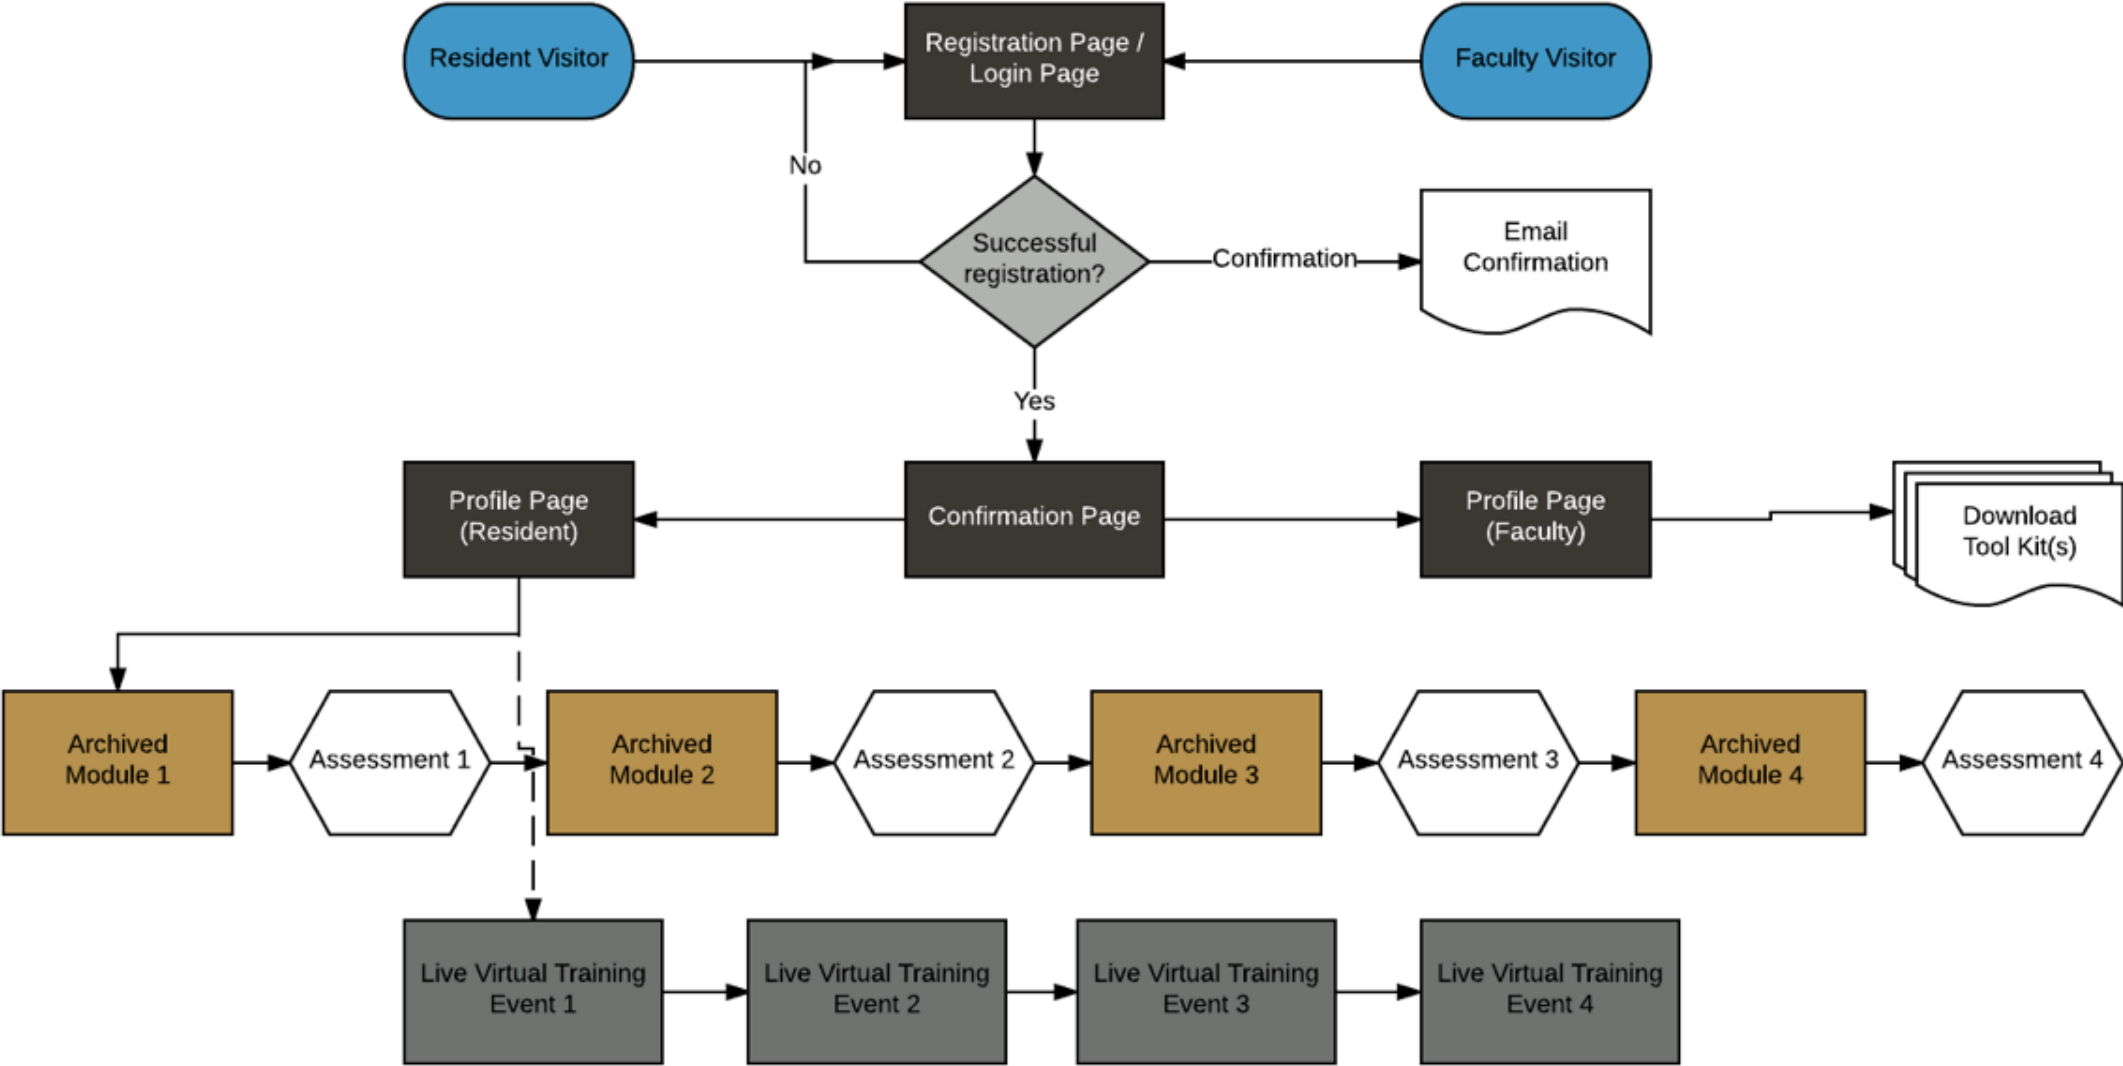 Resident Visitor
Registration Page /
Login Page
Faculty Visitor
No
Successful
registration?
Confirmation
Email
Confirmation
Yes
Profile Page
(Resident)
Confirmation Page
Profile Page
(Faculty)
Download
Tool Kit(s)
Archived
Module 1
Assessment 1
Archived
Module 2
Assessment 2
Archived
Module 3
Assessment 3
Archived
Module 4
Assessment 4
Live Virtual Training
Event 1
Live Virtual Training
Event 2
Live Virtual Training
Event 3
Live Virtual Training
Event 4